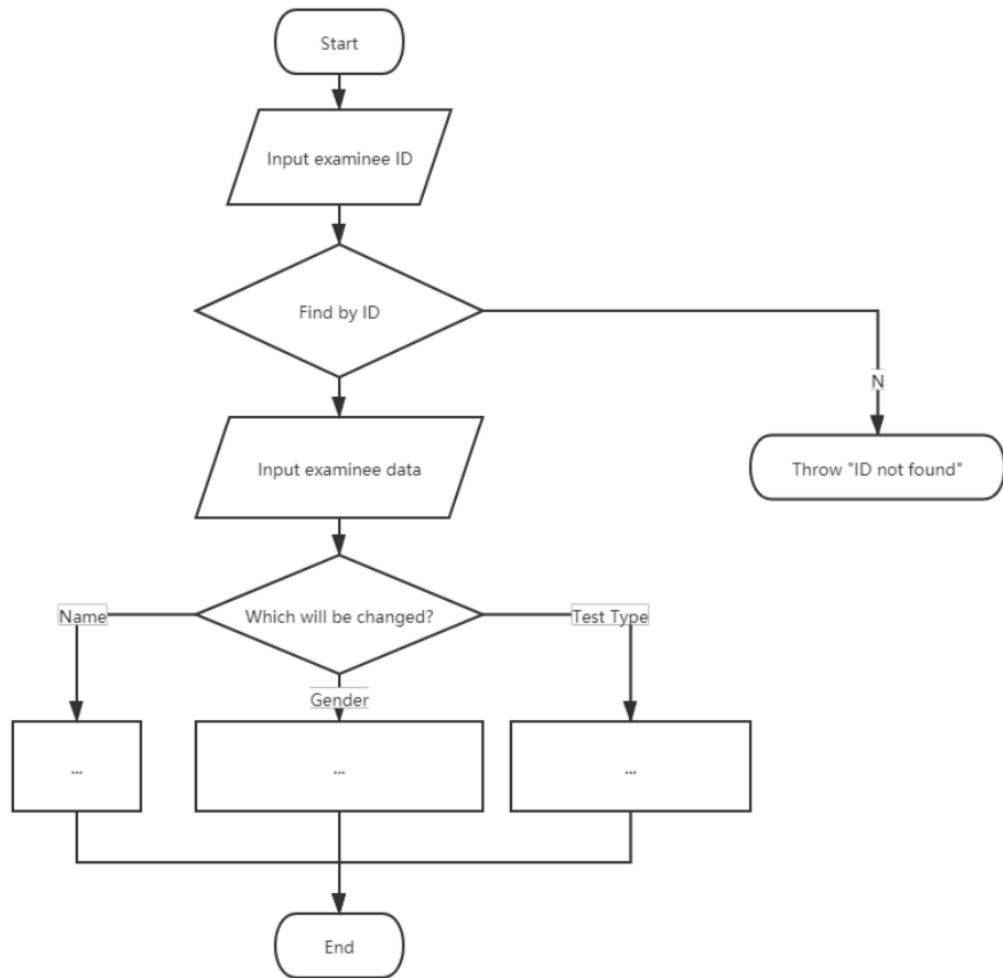 Start
Input examinee ID
Find by ID
N
Input examinee data
Throw "ID not found"
Name
Which will be changed?
Test Type
Gender
...
...
...
End